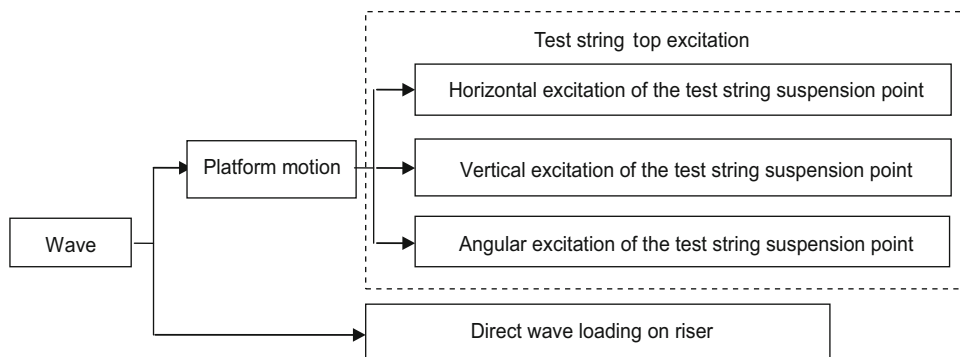 Test string top excitation
Horizontal excitation of the test string suspension point
Platform motion
Vertical excitation of the test string suspension point
Wave
Angular excitation of the test string suspension point
Direct wave loading on riser